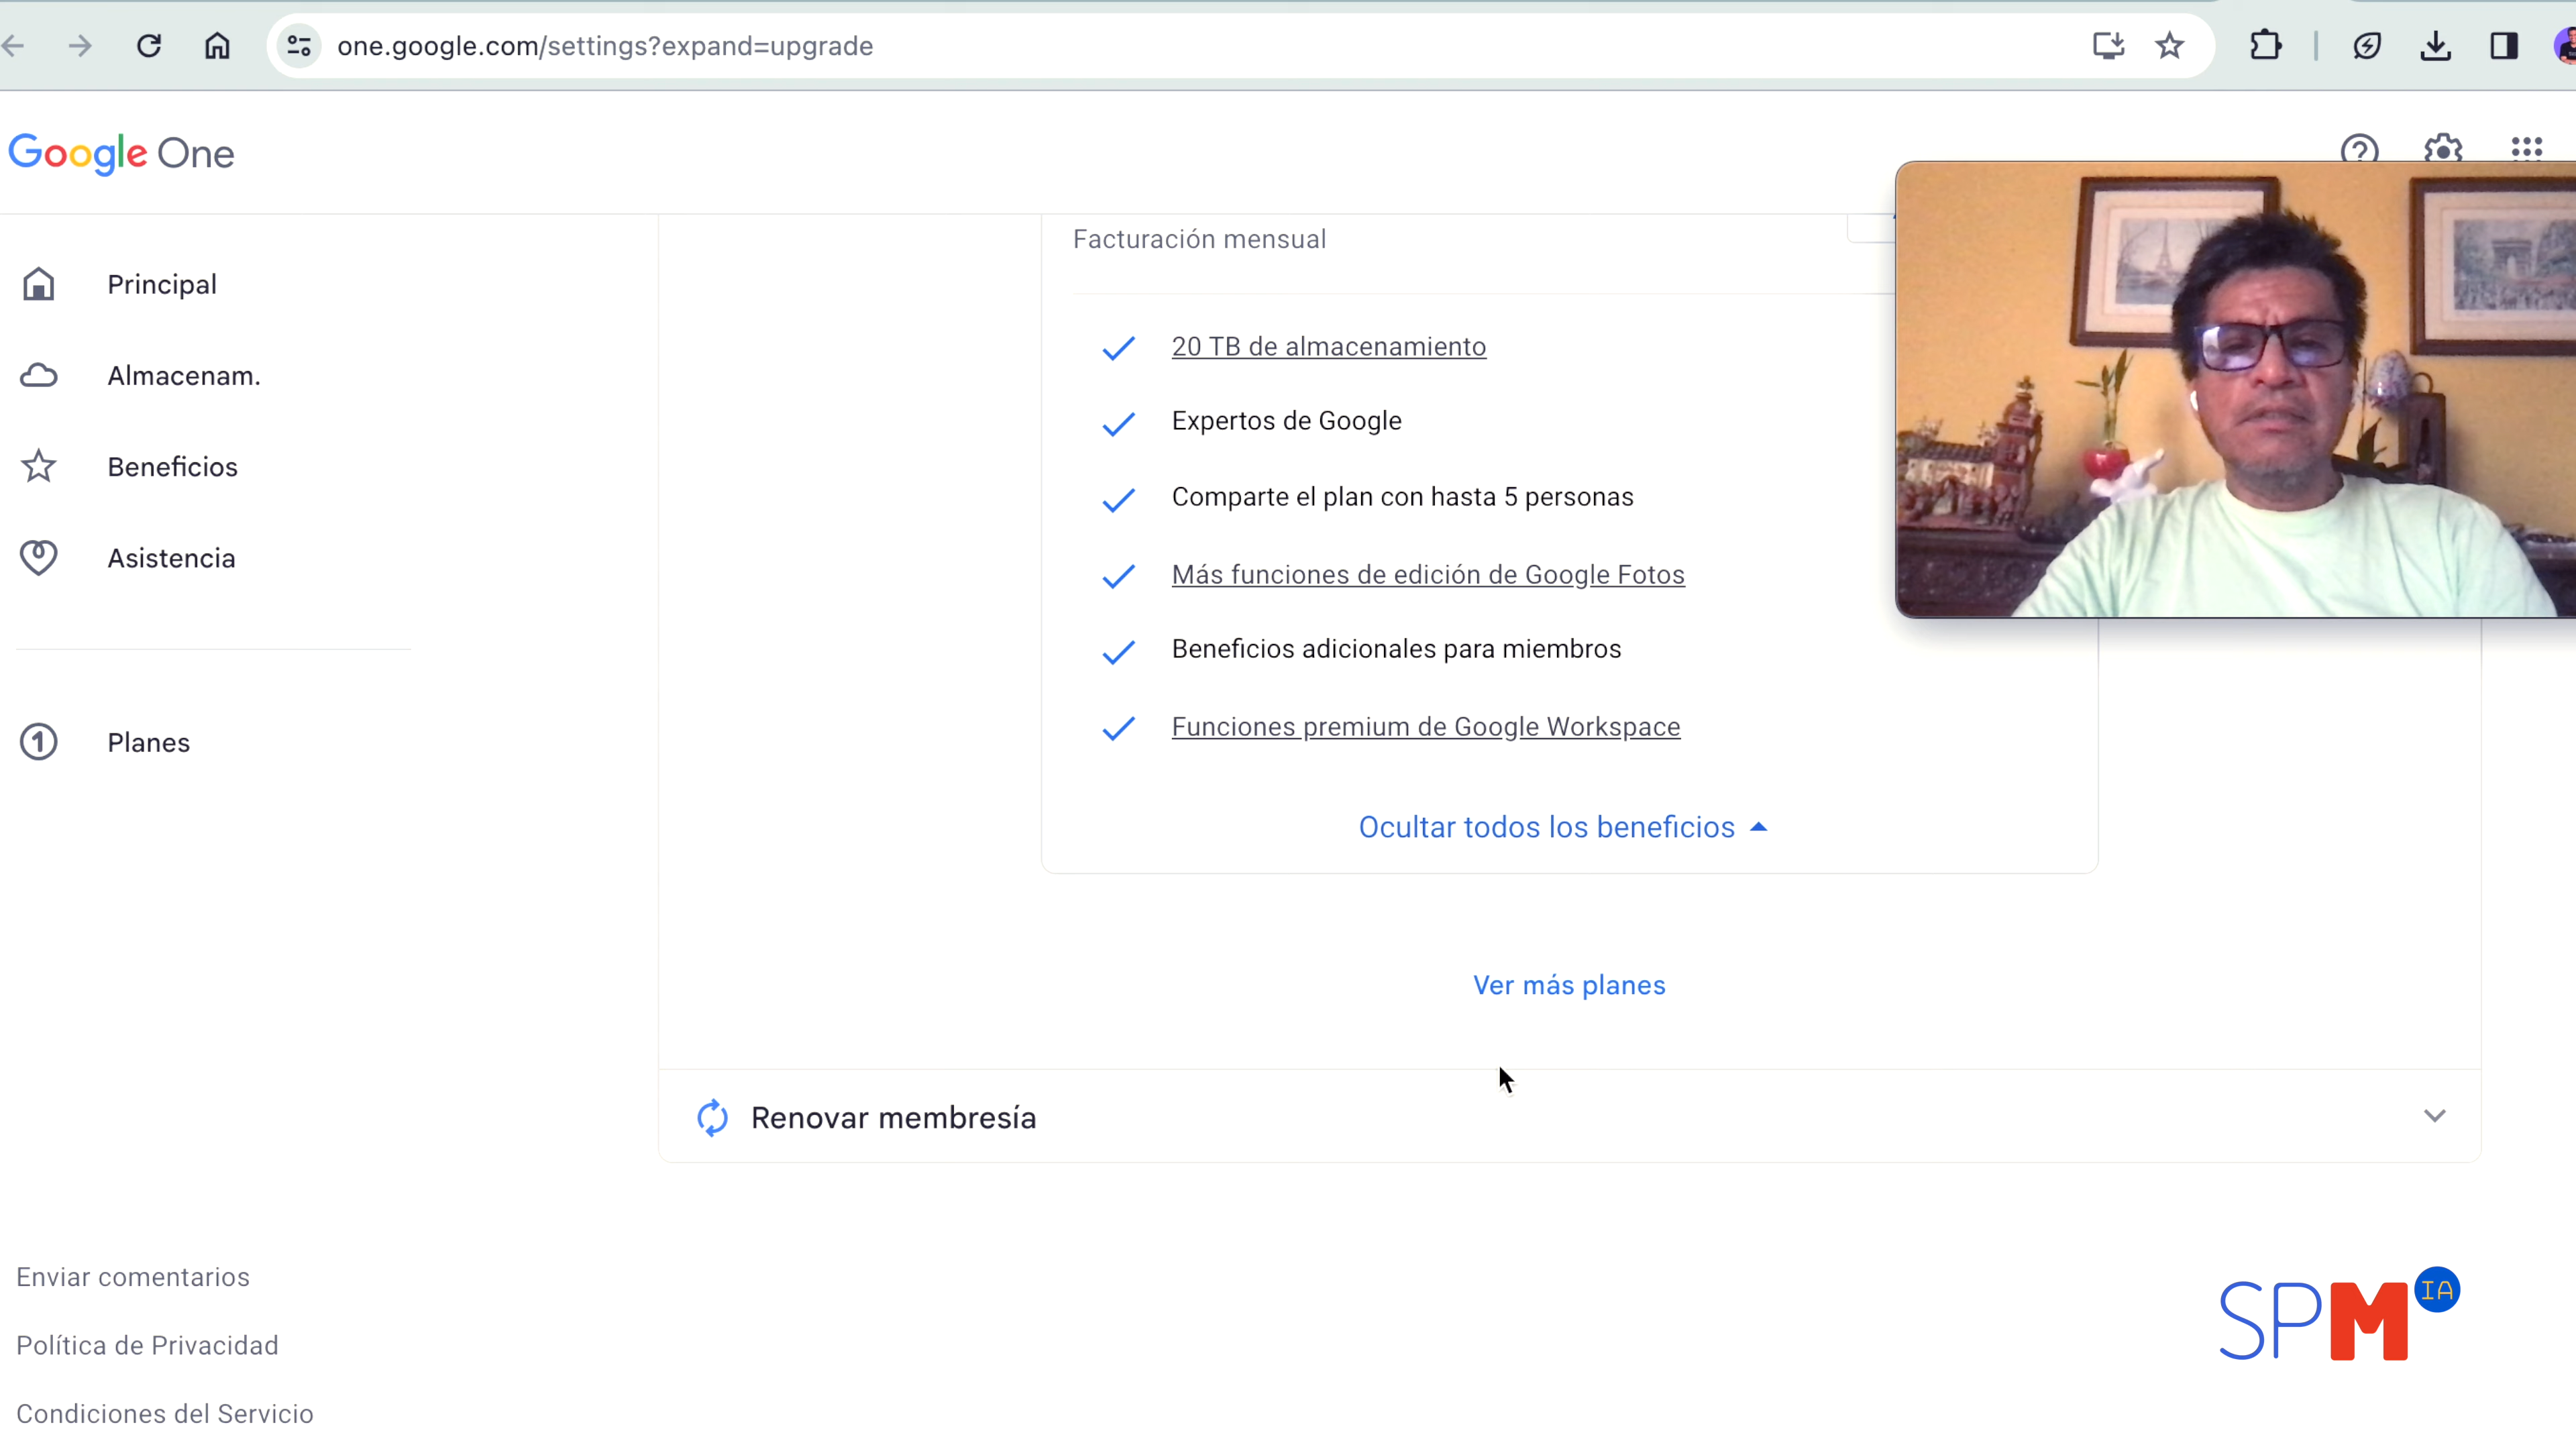 one.google.com/settings?expand=upgrade
Google One
Principal
Almacenam.
Beneficios
Asistencia
Planes
Facturación mensual
20 TB de almacenamiento
Expertos de Google
Comparte el plan con hasta 5 personas
Más funciones de edición de Google Fotos
Beneficios adicionales para miembros
Funciones premium de Google Workspace
Ocultar todos los beneficios
Ver más planes
Renovar membresía
Enviar comentarios
Política de Privacidad
Condiciones del Servicio
SPM IA